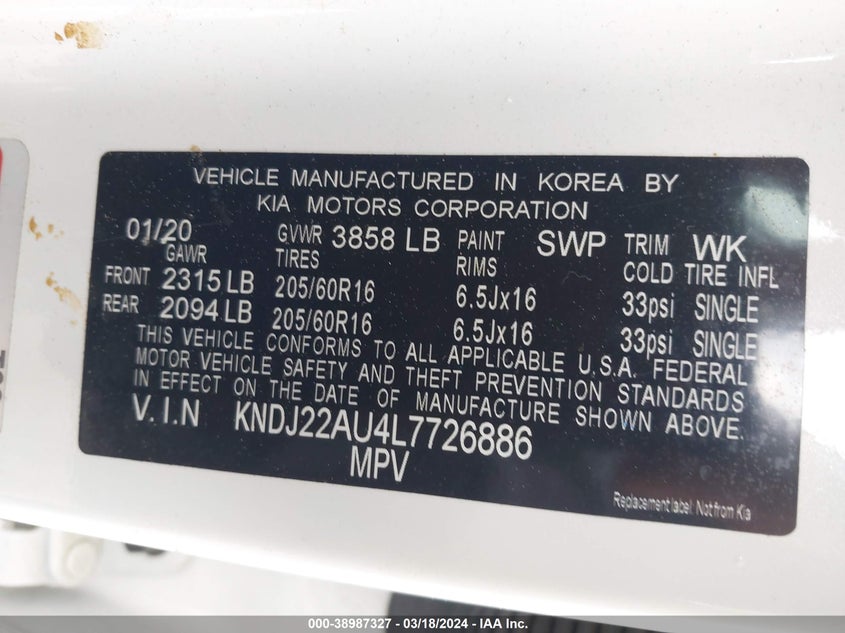 VEHICLE MANUFACTURED IN KOREA BY
KIA MOTORS CORPORATION
01/20 GVWR 3858 LB PAINT SWP TRIM WK
GAWR TIRES RIMS COLD TIRE INFL
FRONT 2315 LB 205/60R16 6.5Jx16 33psi SINGLE
REAR 2094 LB 205/60R16 6.5Jx16 33psi SINGLE
THIS VEHICLE CONFORMS TO ALL APPLICABLE U.S.A. FEDERAL
MOTOR VEHICLE SAFETY AND THEFT PREVENTION STANDARDS
IN EFFECT ON THE DATE OF MANUFACTURE SHOWN ABOVE.
V.I.N KNDJ22AU4L7726886
MPV
Replacement label: Not from Kia
000-38987327 - 03/18/2024 - IAA Inc.